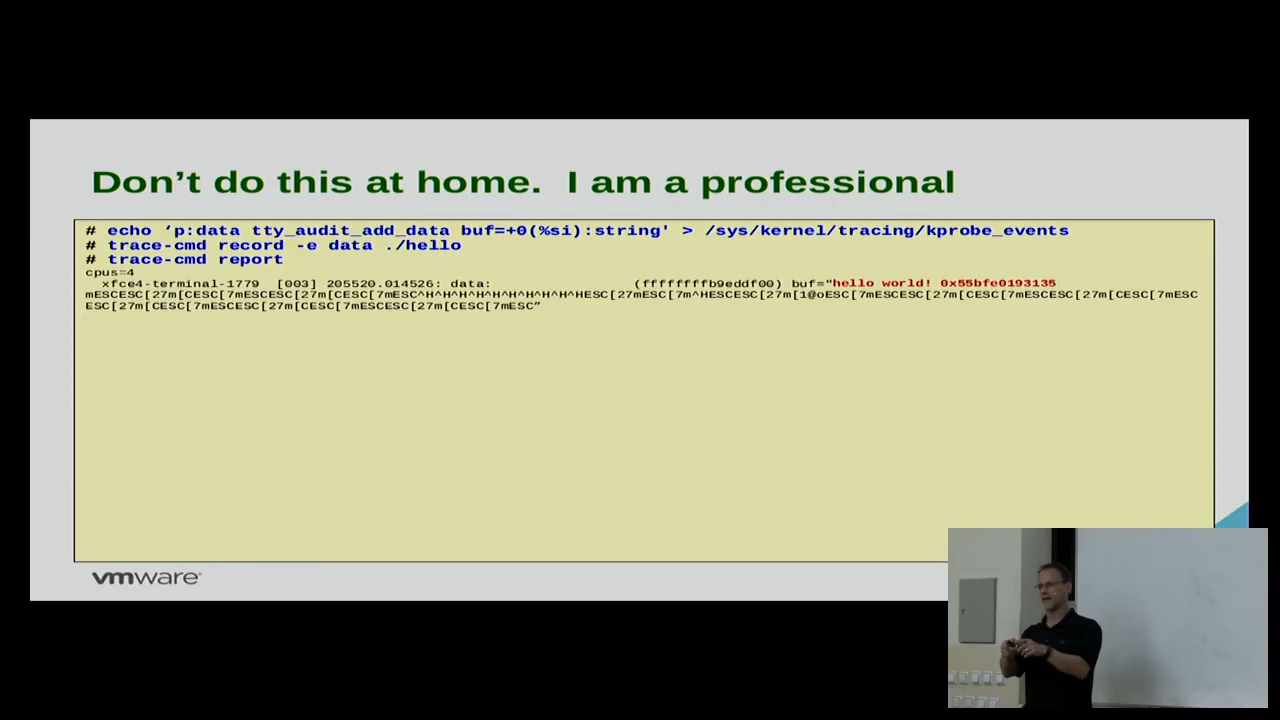 Don’t do this at home.  I am a professional
# echo ‘p:data tty_audit_add_data buf=+0(%si):string' > /sys/kernel/tracing/kprobe_events
# trace-cmd record -e data ./hello
# trace-cmd report
cpus=4
xfce4-terminal-1779  [003] 205520.014526: data:                 (ffffffffb9eddf00) buf="hello world! 0x55bfe0193135
mESCESC[27m[CESC[7mESCESC[27m[CESC[7mESC^H^H^H^H^H^H^H^H^H^HESC[27mESC[7m^HESCESC[27m[1@oESC[7mESCESC[27m[CESC[7mESCESC[27m[CESC[7mESC
ESC[27m[CESC[7mESCESC[27m[CESC[7mESCESC[27m[CESC[7mESC”
vmware